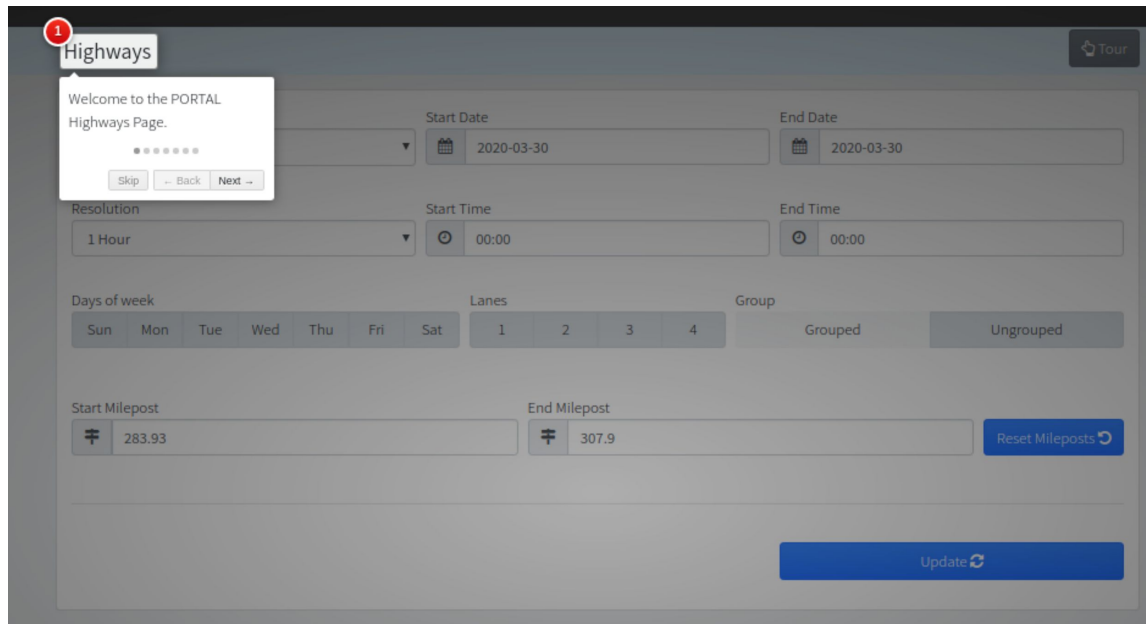 1
Highways
Tour
Welcome to the PORTAL
Highways Page.
Skip
← Back
Next →
Start Date
2020-03-30
End Date
2020-03-30
Resolution
1 Hour
Start Time
00:00
End Time
00:00
Days of week
Sun Mon Tue Wed Thu Fri Sat
Lanes
1 2 3 4
Group
Grouped Ungrouped
Start Milepost
283.93
End Milepost
307.9
Reset Mileposts
Update